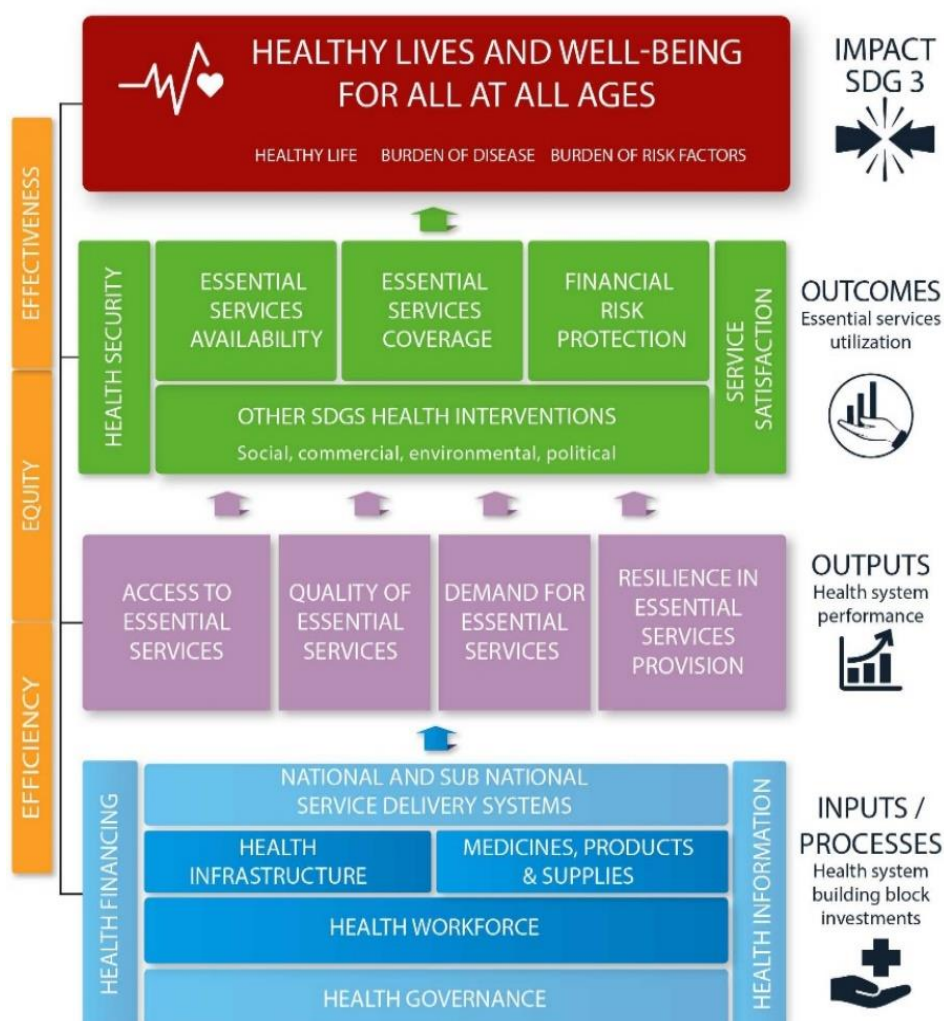 HEALTHY LIVES AND WELL-BEING
FOR ALL AT ALL AGES
HEALTHY LIFE
BURDEN OF DISEASE
BURDEN OF RISK FACTORS
IMPACT
SDG 3
EFFECTIVENESS
EQUITY
EFFICIENCY
HEALTH SECURITY
ESSENTIAL
SERVICES
AVAILABILITY
ESSENTIAL
SERVICES
COVERAGE
FINANCIAL
RISK
PROTECTION
OTHER SDGS HEALTH INTERVENTIONS
Social, commercial, environmental, political
SERVICE
SATISFACTION
OUTCOMES
Essential services
utilization
ACCESS TO
ESSENTIAL
SERVICES
QUALITY OF
ESSENTIAL
SERVICES
DEMAND FOR
ESSENTIAL
SERVICES
RESILIENCE IN
ESSENTIAL
SERVICES
PROVISION
OUTPUTS
Health system
performance
HEALTH FINANCING
NATIONAL AND SUB NATIONAL
SERVICE DELIVERY SYSTEMS
HEALTH
INFRASTRUCTURE
MEDICINES, PRODUCTS
& SUPPLIES
HEALTH WORKFORCE
HEALTH GOVERNANCE
HEALTH INFORMATION
INPUTS /
PROCESSES
Health system
building block
investments